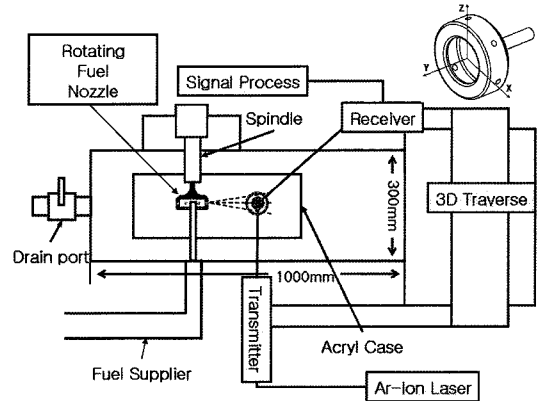 Rotating
Fuel
Nozzle
Signal Process
Z
Y
X
Spindle
Receiver
300mm
3D Traverse
Drain port
1000mm
Transmitter
Acryl Case
Fuel Supplier
Ar-Ion Laser